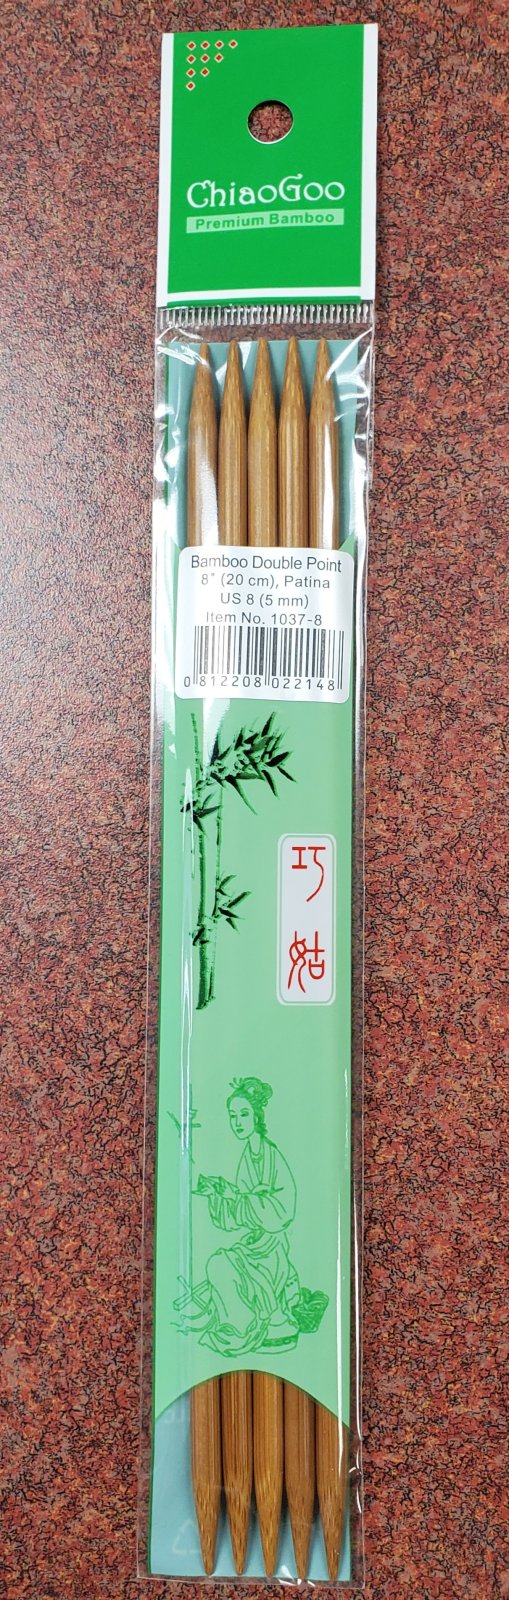 ChiaoGoo
Premium Bamboo
Bamboo Double Point
8" (20 cm), Patina
US 8 (5 mm)
Item No. 1037-8
0 812208 022148
巧
姑